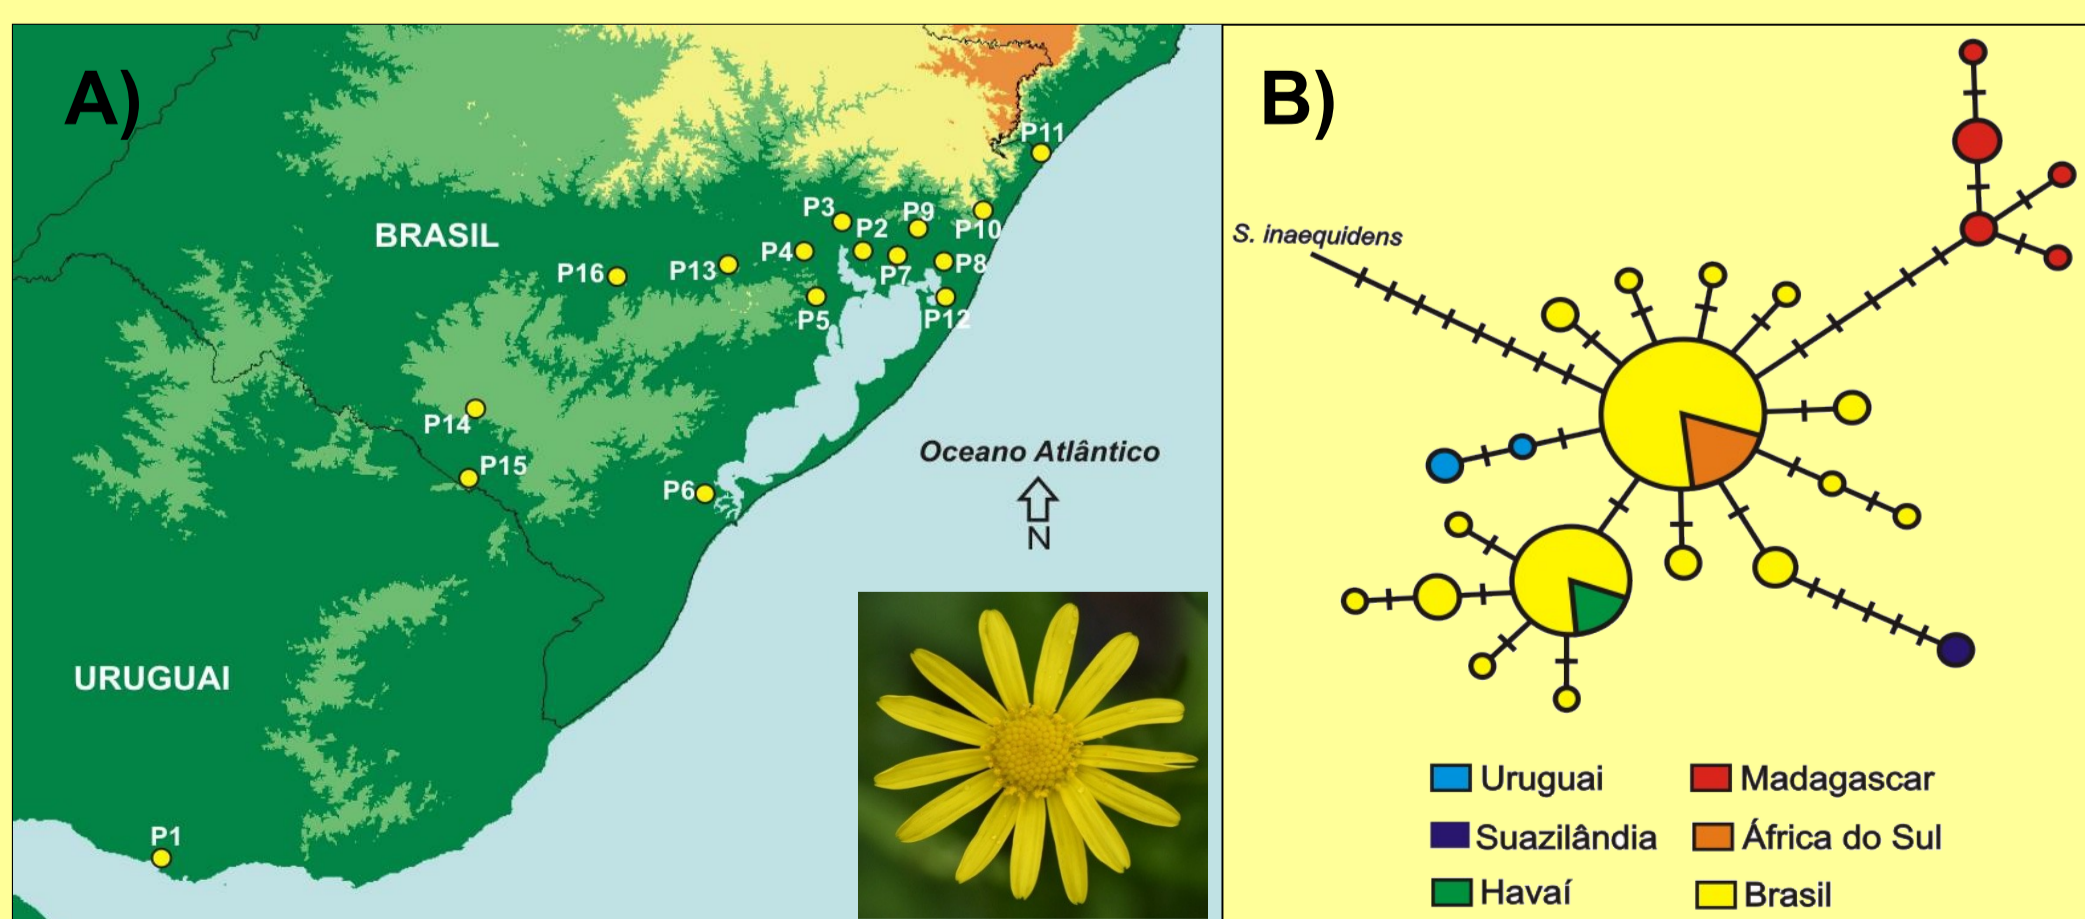 A)
BRASIL
P11
P3
P9
P2
P10
P4
P7
P8
P16
P13
P5
P12
P14
P15
P6
Oceano Atlântico
N
URUGUAI
P1
B)
S. inaequidens
Uruguai
Madagascar
Suazilândia
África do Sul
Havaí
Brasil